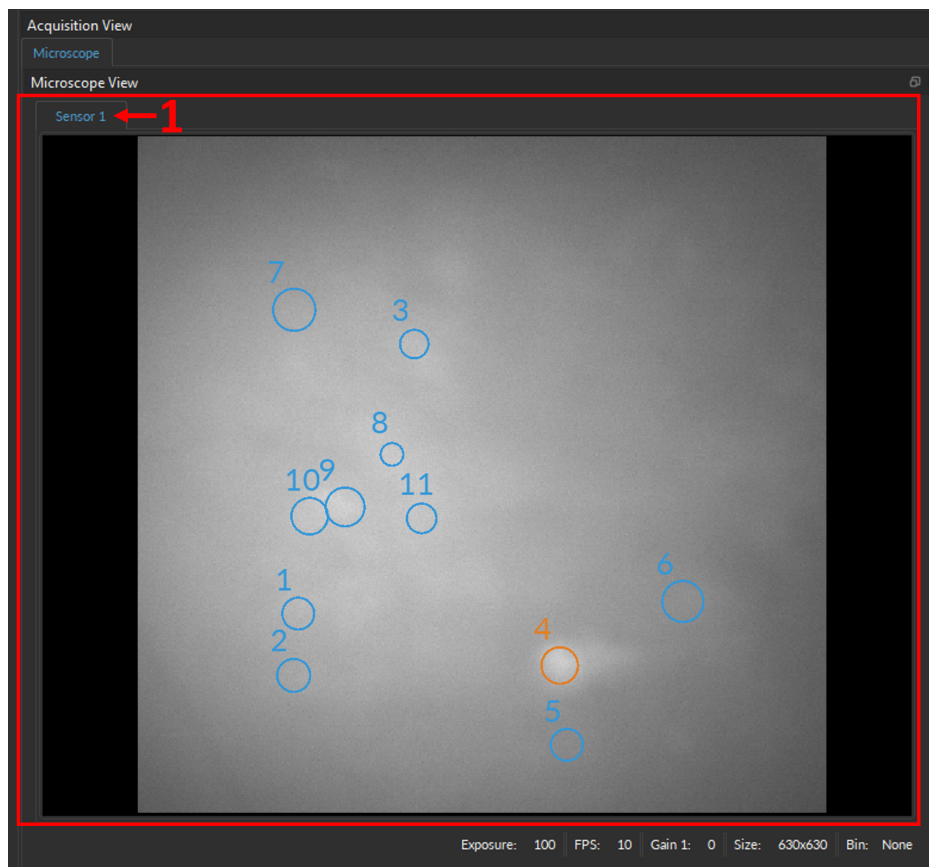 Acquisition View
Microscope
Microscope View
Sensor 1
1
7
3
8
10
9
11
1
6
4
2
5
Exposure: 100 FPS: 10 Gain 1: 0 Size: 630x630 Bin: None